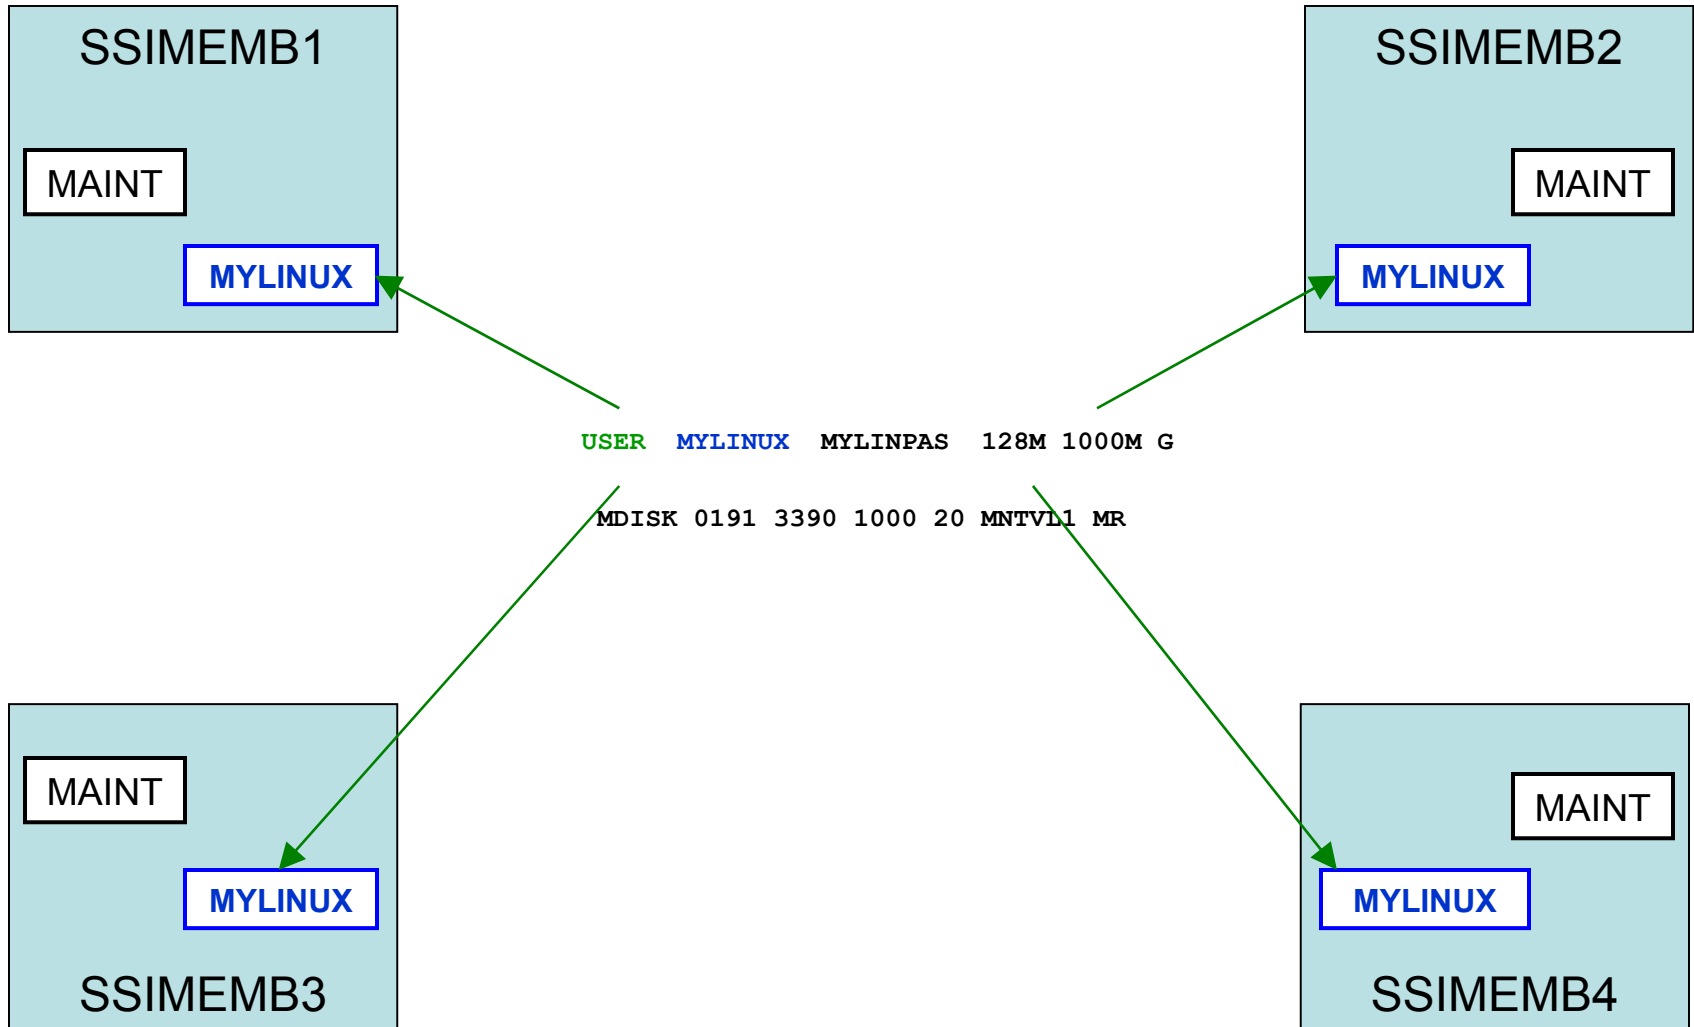 SSIMEMB1
SSIMEMB2
MAINT
MAINT
MYLINUX
MYLINUX
USER MYLINUX MYLINPAS 128M 1000M G
MDISK 0191 3390 1000 20 MNTVL1 MR
MAINT
MAINT
MYLINUX
MYLINUX
SSIMEMB3
SSIMEMB4